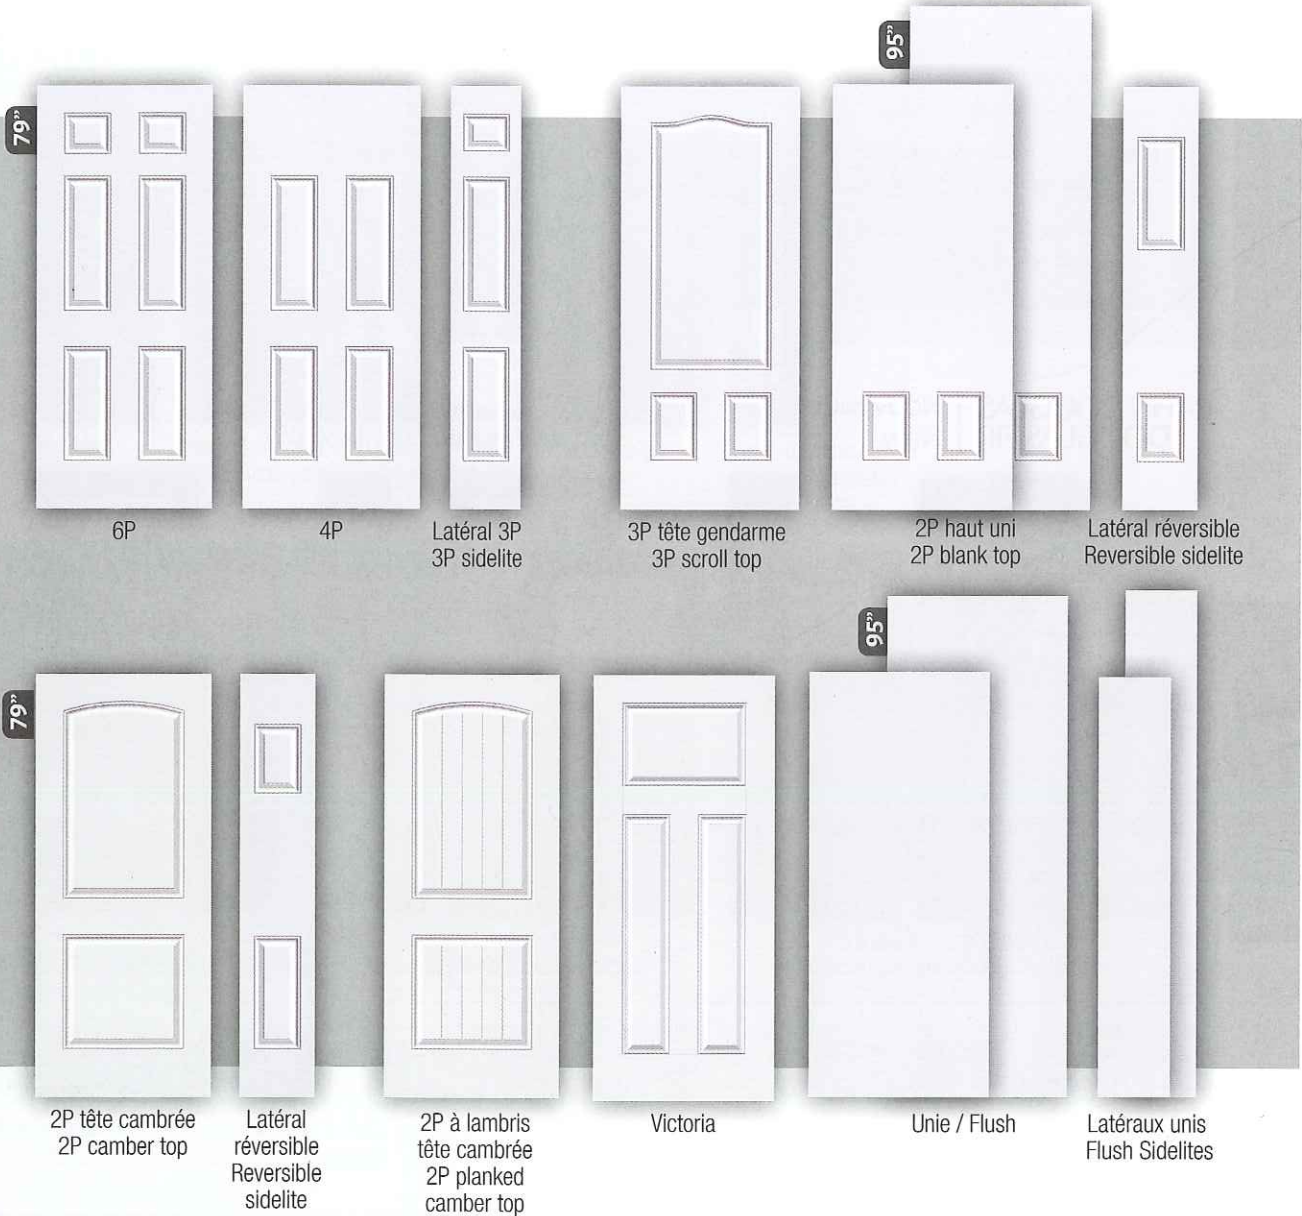 95”
79”
6P
4P
Latéral 3P
3P sidelite
3P tête gendarme
3P scroll top
2P haut uni
2P blank top
Latéral réversible
Reversible sidelite
95”
79”
2P tête cambrée
2P camber top
Latéral
réversible
Reversible
sidelite
2P à lambris
tête cambrée
2P planked
camber top
Victoria
Unie / Flush
Latéraux unis
Flush Sidelites